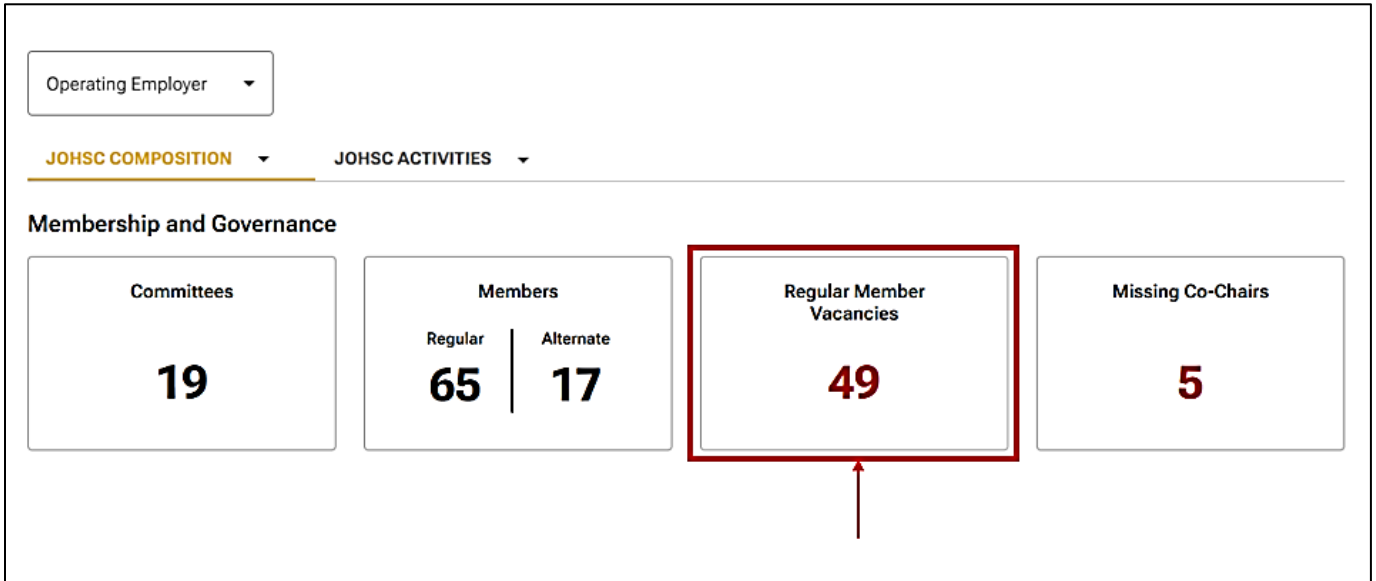 Operating Employer
JOHSC COMPOSITION JOHSC ACTIVITIES
Membership and Governance
Committees
19
Members
Regular Alternate
65 17
Regular Member
Vacancies
49
Missing Co-Chairs
5